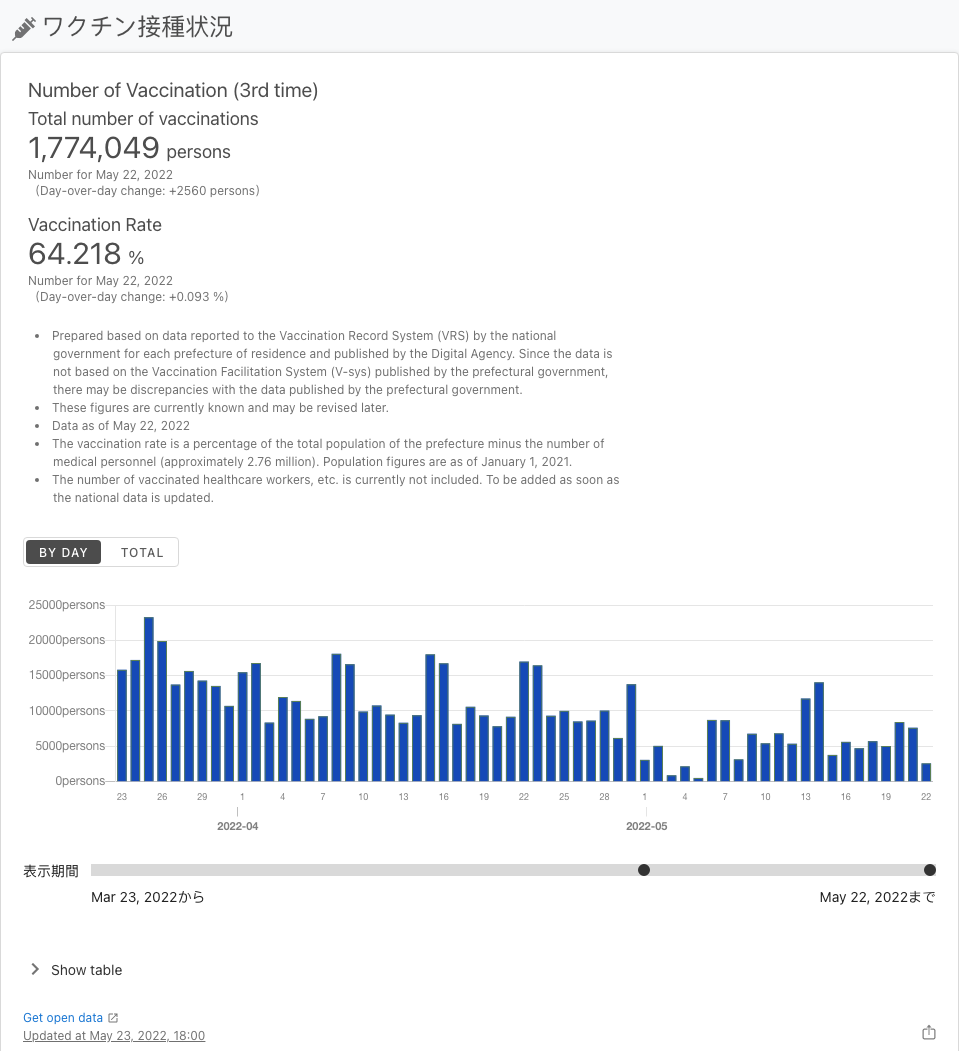 ワクチン接種状況
Number of Vaccination (3rd time)
Total number of vaccinations
1,774,049 persons
Number for May 22, 2022
(Day-over-day change: +2560 persons)
Vaccination Rate
64.218 %
Number for May 22, 2022
(Day-over-day change: +0.093 %)
• Prepared based on data reported to the Vaccination Record System (VRS) by the national
government for each prefecture of residence and published by the Digital Agency. Since the data is
not based on the Vaccination Facilitation System (V-sys) published by the prefectural government,
there may be discrepancies with the data published by the prefectural government.
• These figures are currently known and may be revised later.
• Data as of May 22, 2022
• The vaccination rate is a percentage of the total population of the prefecture minus the number of
medical personnel (approximately 2.76 million). Population figures are as of January 1, 2021.
• The number of vaccinated healthcare workers, etc. is currently not included. To be added as soon as
the national data is updated.
BY DAY TOTAL
25000persons
20000persons
15000persons
10000persons
5000persons
0persons
23 26 29 1 4 7 10 13 16 19 22 25 28 1 4 7 10 13 16 19 22
2022-04 2022-05
表示期間
Mar 23, 2022から May 22, 2022まで
Show table
Get open data
Updated at May 23, 2022, 18:00